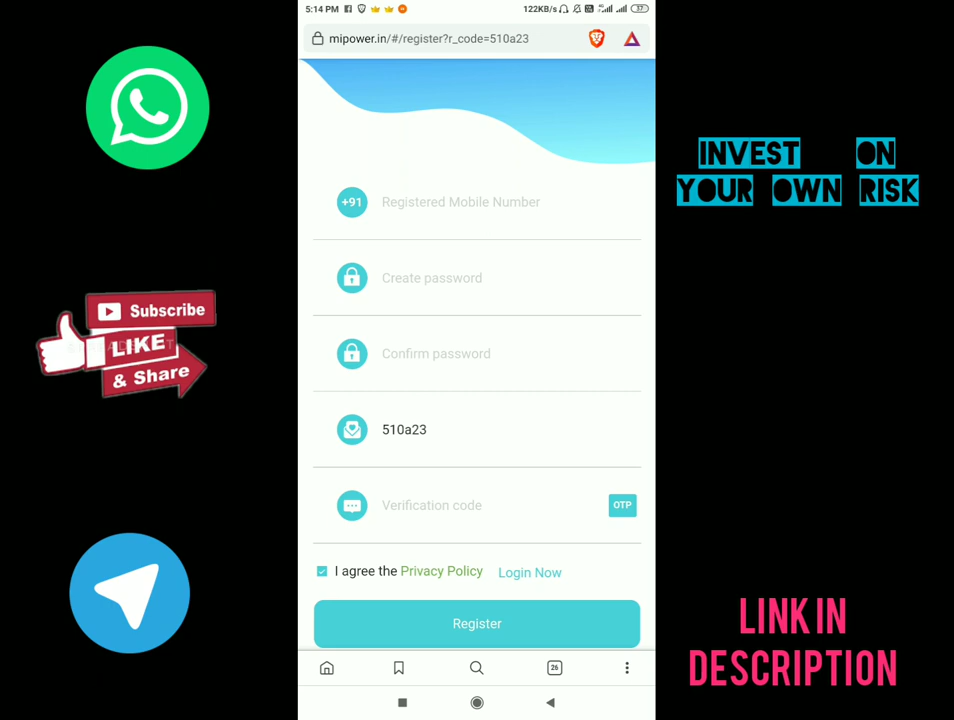 5:14 PM
122KB/s
57
mipower.in/#/register?r_code=510a23
+91 Registered Mobile Number
Create password
Confirm password
510a23
Verification code OTP
I agree the Privacy Policy Login Now
Register
26
Subscribe
LIKE
& Share
INVEST ON
YOUR OWN RISK
LINK IN
DESCRIPTION